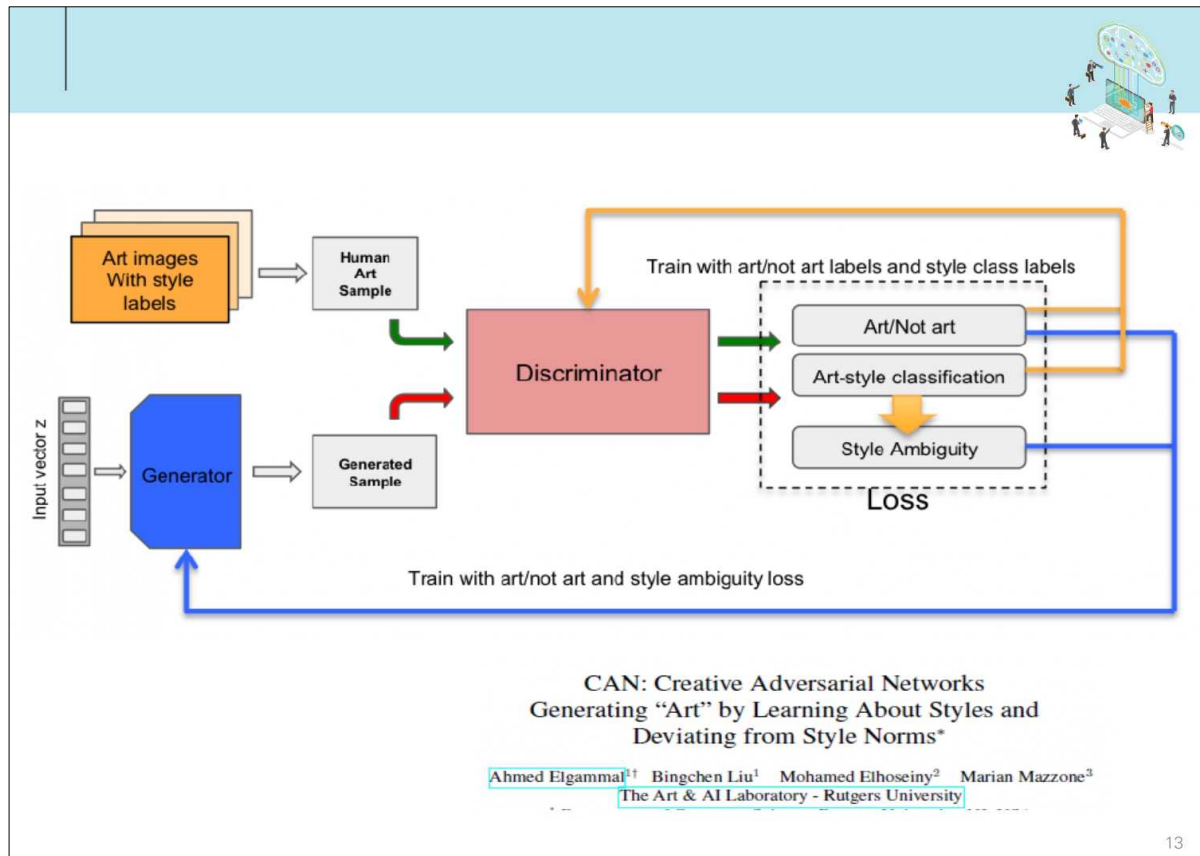 Art images
With style
labels
Human
Art
Sample
Train with art/not art labels and style class labels
Art/Not art
Discriminator
Art-style classification
Input vector z
Generator
Generated
Sample
Style Ambiguity
Loss
Train with art/not art and style ambiguity loss
CAN: Creative Adversarial Networks
Generating “Art” by Learning About Styles and
Deviating from Style Norms*
Ahmed Elgammal1† Bingchen Liu1 Mohamed Elhoseiny2 Marian Mazzone3
The Art & AI Laboratory - Rutgers University
13